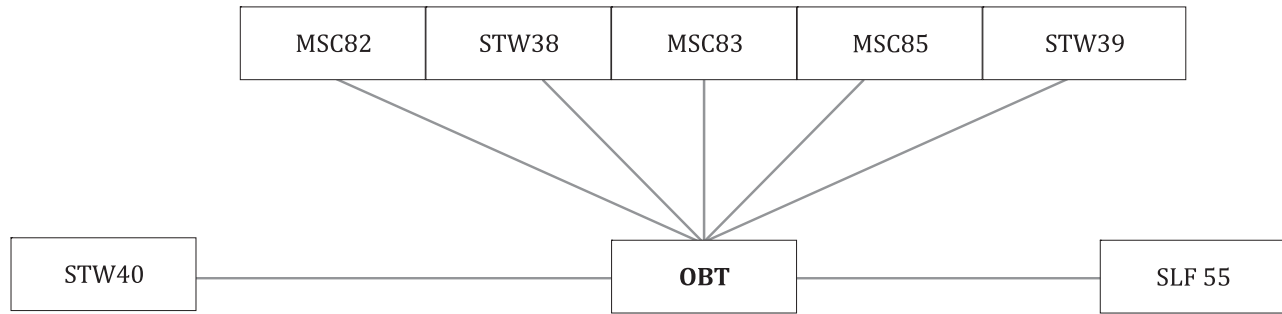 MSC82 STW38 MSC83 MSC85 STW39
STW40 OBT SLF 55